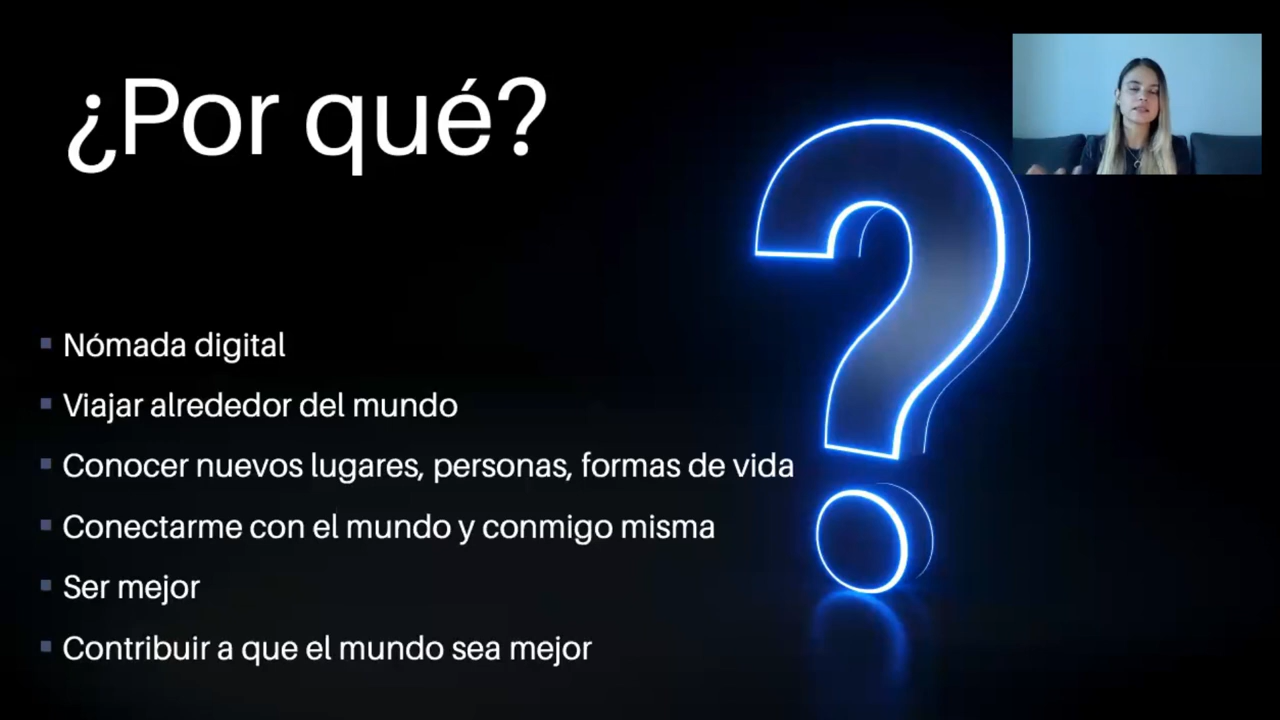 ¿Por qué?
Nómada digital
Viajar alrededor del mundo
Conocer nuevos lugares, personas, formas de vida
Conectarme con el mundo y conmigo misma
Ser mejor
Contribuir a que el mundo sea mejor